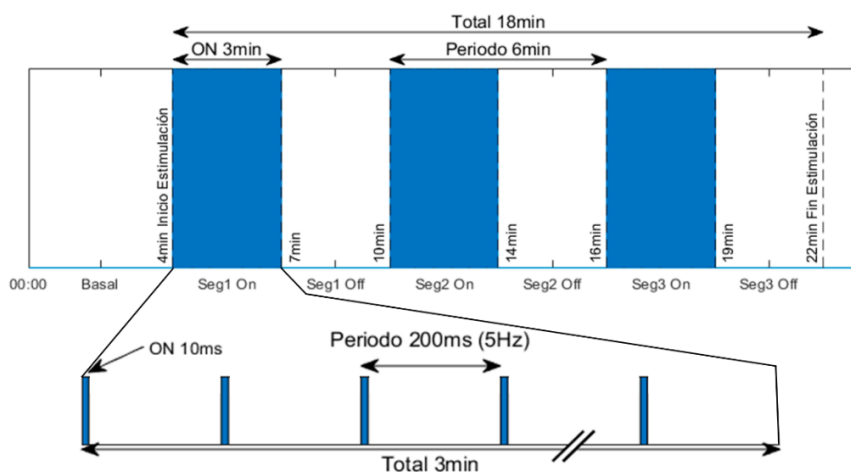 Total 18min
ON 3min
Periodo 6min
4min Inicio Estimulación
7min
10min
14min
16min
19min
22min Fin Estimulación
00:00
Basal
Seg1 On
Seg1 Off
Seg2 On
Seg2 Off
Seg3 On
Seg3 Off
ON 10ms
Periodo 200ms (5Hz)
Total 3min